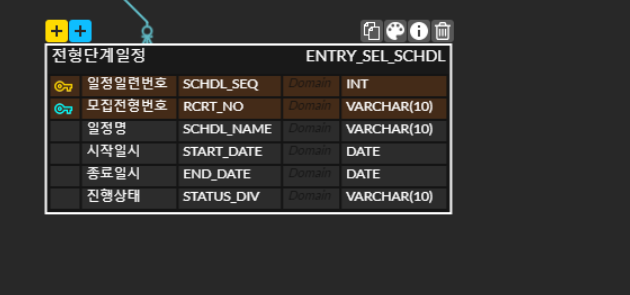 전형단계일정 ENTRY_SEL_SCHDL
일정일련번호 SCHDL_SEQ Domain INT
모집전형번호 RCRT_NO Domain VARCHAR(10)
일정명 SCHDL_NAME Domain VARCHAR(10)
시작일시 START_DATE Domain DATE
종료일시 END_DATE Domain DATE
진행상태 STATUS_DIV Domain VARCHAR(10)